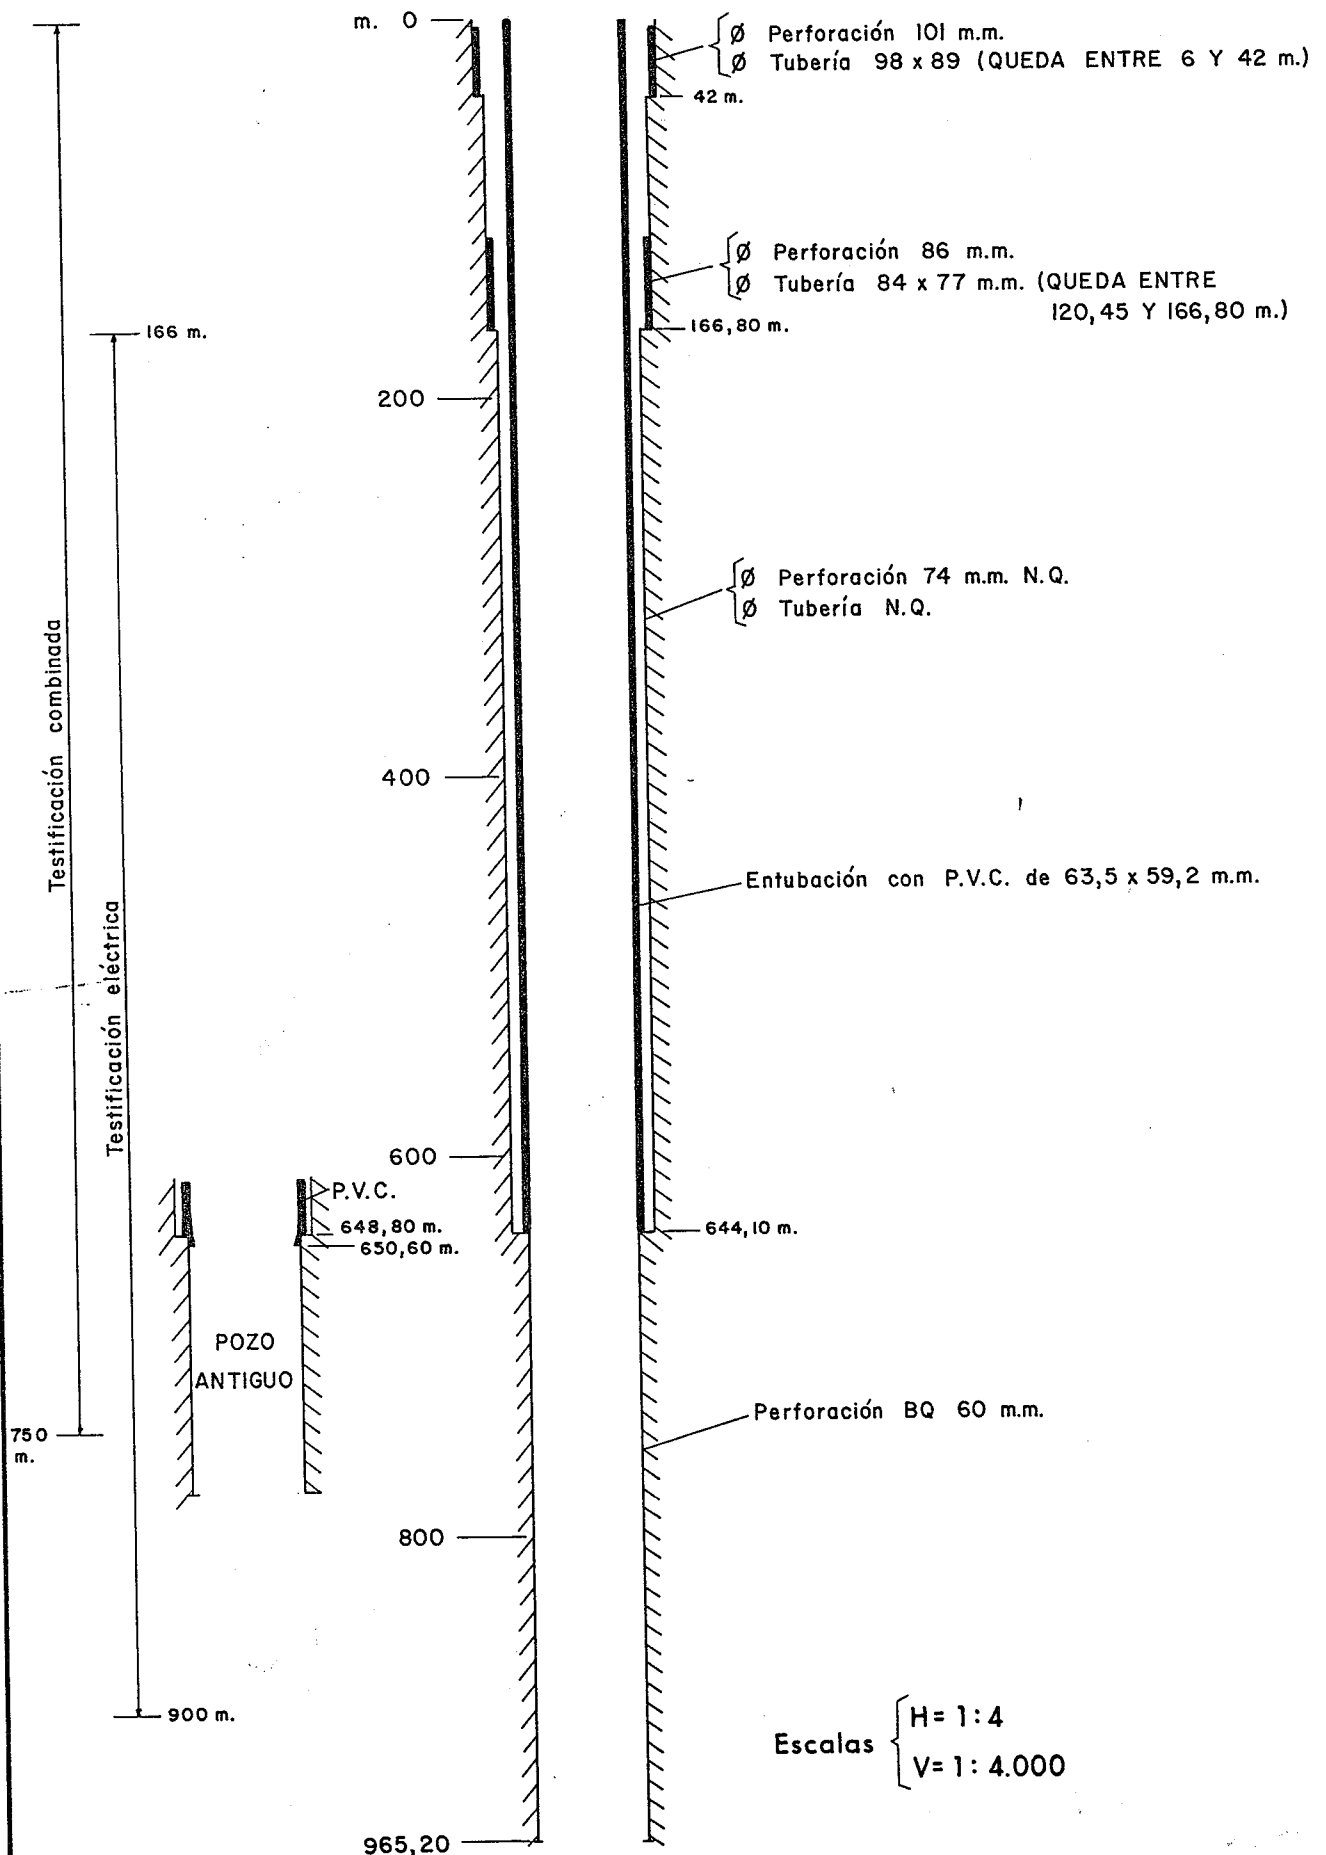 m. 0
Ø Perforación 101 m.m.
Ø Tubería 98 x 89 (QUEDA ENTRE 6 Y 42 m.)
42 m.
Ø Perforación 86 m.m.
Ø Tubería 84 x 77 m.m. (QUEDA ENTRE
120,45 Y 166,80 m.)
166 m.
166,80 m.
200
Ø Perforación 74 m.m. N.Q.
Ø Tubería N.Q.
Testificación combinada
400
Entubación con P.V.C. de 63,5 x 59,2 m.m.
Testificación eléctrica
600
P.V.C.
648,80 m.
644,10 m.
650,60 m.
POZO
ANTIGUO
Perforación BQ 60 m.m.
750
m.
800
900 m.
Escalas
H= 1:4
V= 1: 4.000
965,20